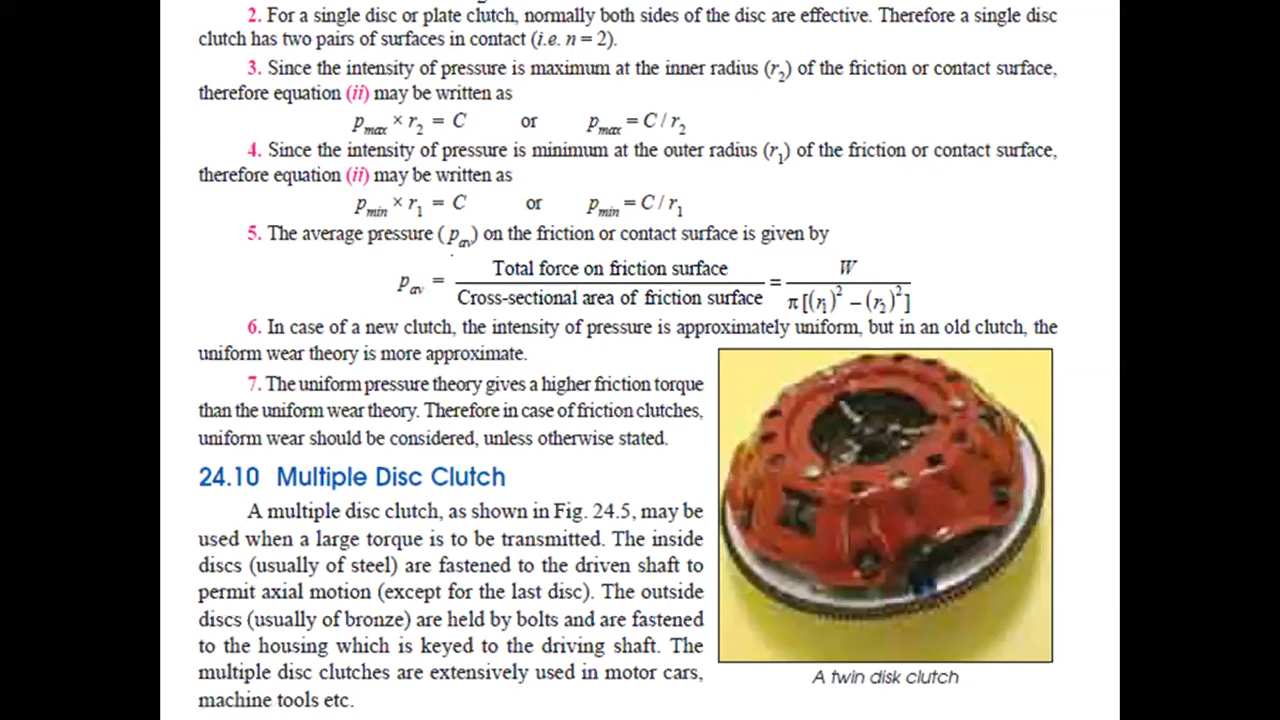 2. For a single disc or plate clutch, normally both sides of the disc are effective. Therefore a single disc
clutch has two pairs of surfaces in contact (i.e. n = 2).
3. Since the intensity of pressure is maximum at the inner radius (r₂) of the friction or contact surface,
therefore equation (ii) may be written as
pₘₐₓ × r₂ = C or pₘₐₓ = C / r₂
4. Since the intensity of pressure is minimum at the outer radius (r₁) of the friction or contact surface,
therefore equation (ii) may be written as
p_min × r₁ = C or p_min = C / r₁
5. The average pressure (p_av) on the friction or contact surface is given by
p_av = Total force on friction surface / Cross-sectional area of friction surface = W / π [(r₁)² – (r₂)²]
6. In case of a new clutch, the intensity of pressure is approximately uniform, but in an old clutch, the
uniform wear theory is more approximate.
7. The uniform pressure theory gives a higher friction torque
than the uniform wear theory. Therefore in case of friction clutches,
uniform wear should be considered, unless otherwise stated.
24.10 Multiple Disc Clutch
A multiple disc clutch, as shown in Fig. 24.5, may be
used when a large torque is to be transmitted. The inside
discs (usually of steel) are fastened to the driven shaft to
permit axial motion (except for the last disc). The outside
discs (usually of bronze) are held by bolts and are fastened
to the housing which is keyed to the driving shaft. The
multiple disc clutches are extensively used in motor cars,
machine tools etc.
A twin disk clutch